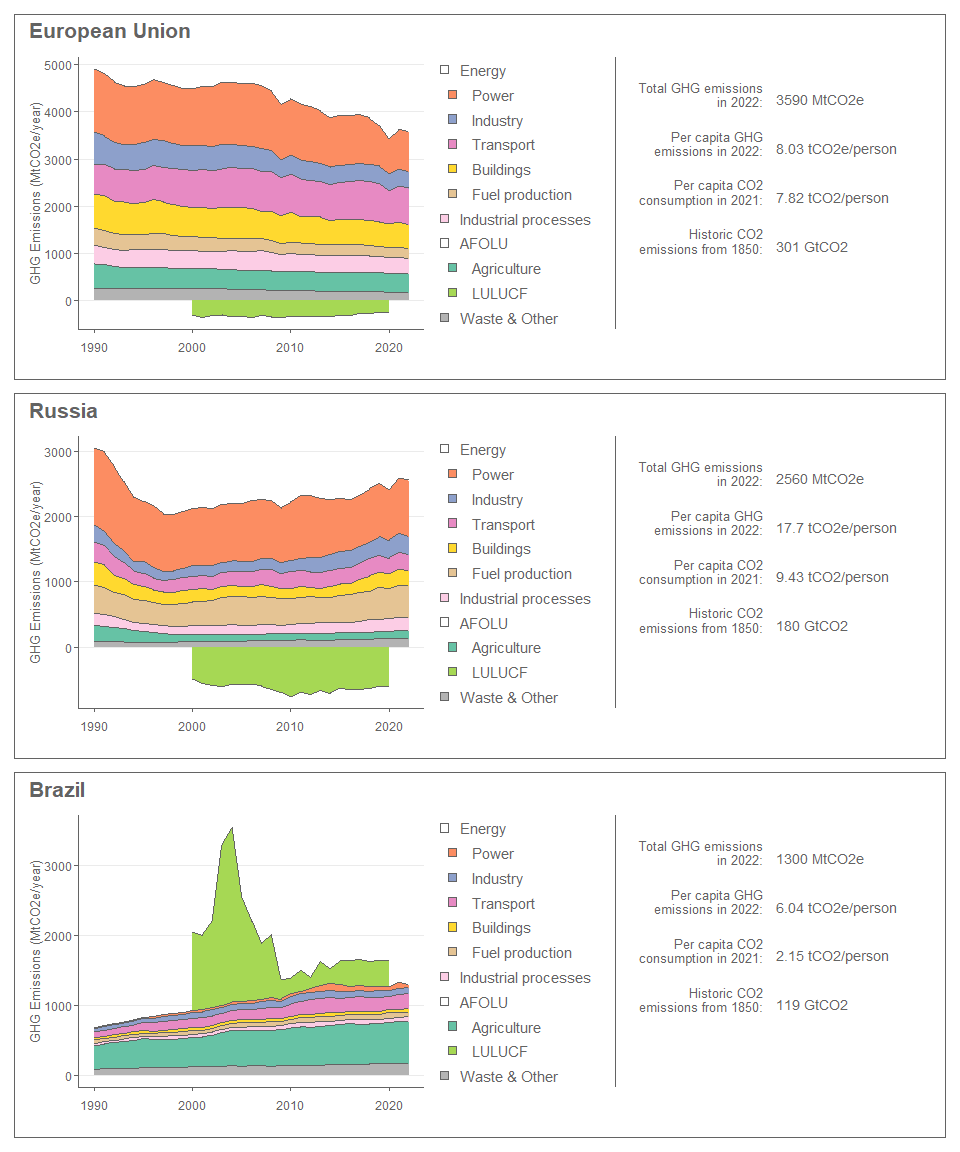 European Union
GHG Emissions (MtCO2e/year)
5000
4000
3000
2000
1000
0
1990
2000
2010
2020
Energy
Power
Industry
Transport
Buildings
Fuel production
Industrial processes
AFOLU
Agriculture
LULUCF
Waste & Other
Total GHG emissions
in 2022:
3590 MtCO2e
Per capita GHG
emissions in 2022:
8.03 tCO2e/person
Per capita CO2
consumption in 2021:
7.82 tCO2/person
Historic CO2
emissions from 1850:
301 GtCO2
Russia
GHG Emissions (MtCO2e/year)
3000
2000
1000
0
1990
2000
2010
2020
Energy
Power
Industry
Transport
Buildings
Fuel production
Industrial processes
AFOLU
Agriculture
LULUCF
Waste & Other
Total GHG emissions
in 2022:
2560 MtCO2e
Per capita GHG
emissions in 2022:
17.7 tCO2e/person
Per capita CO2
consumption in 2021:
9.43 tCO2/person
Historic CO2
emissions from 1850:
180 GtCO2
Brazil
GHG Emissions (MtCO2e/year)
3000
2000
1000
0
1990
2000
2010
2020
Energy
Power
Industry
Transport
Buildings
Fuel production
Industrial processes
AFOLU
Agriculture
LULUCF
Waste & Other
Total GHG emissions
in 2022:
1300 MtCO2e
Per capita GHG
emissions in 2022:
6.04 tCO2e/person
Per capita CO2
consumption in 2021:
2.15 tCO2/person
Historic CO2
emissions from 1850:
119 GtCO2